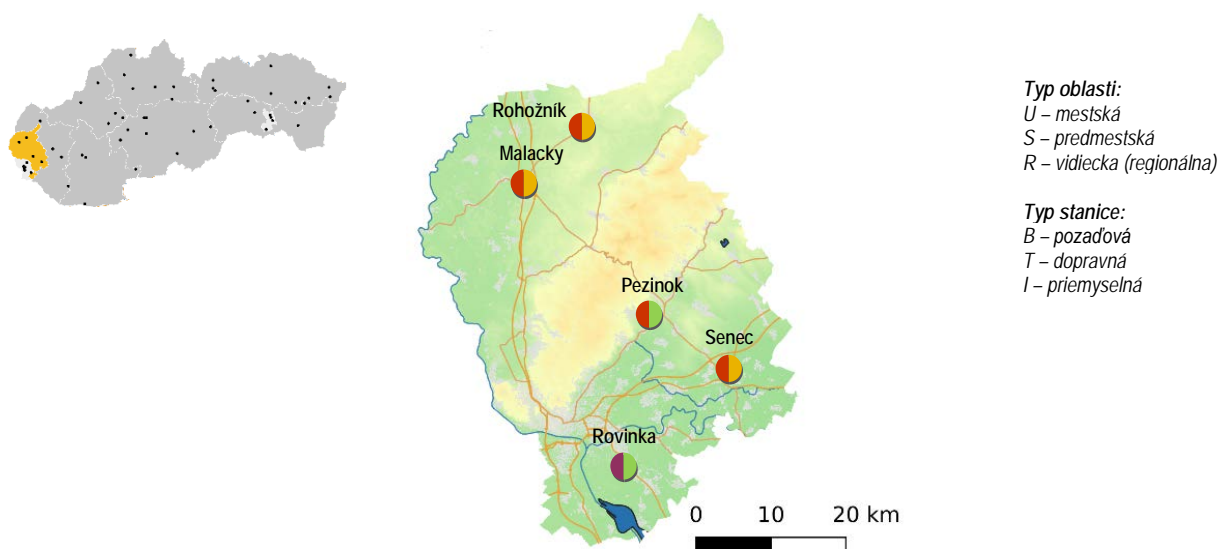 Rohožník
Malacky
Pezinok
Senec
Rovinka
0 10 20 km
Typ oblasti:
U – mestská
S – predmestská
R – vidiecka (regionálna)
Typ stanice:
B – pozaďová
T – dopravná
I – priemyselná